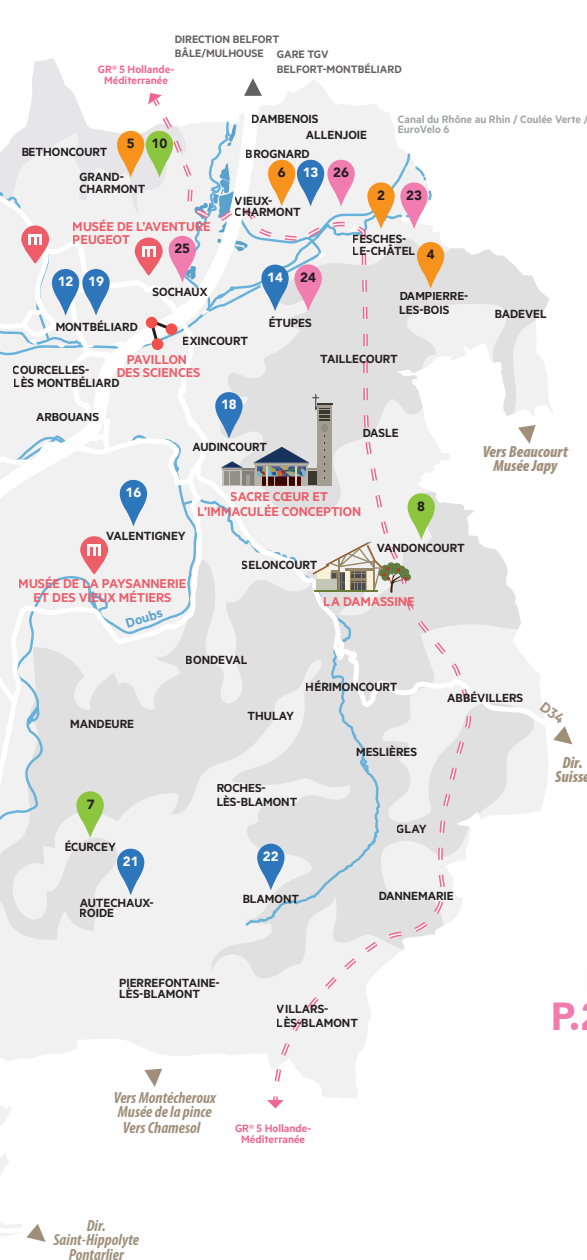 DIRECTION BELFORT
BÂLE/MULHOUSE
GARE TGV
BELFORT-MONTBÉLIARD
GR® 5 Hollande-
Méditerranée
DAMBENOIS
ALLENJOIE
Canal du Rhône au Rhin / Coulée Verte /
EuroVelo 6
BETHONCOURT
5
10
BROGNARD
GRAND-
CHARMONT
6
13
26
2
23
VIEUX-
CHARMONT
MUSÉE DE L'AVENTURE
PEUGEOT
25
FESCHES-
LE-CHÂTEL
4
12
19
14
24
SOCHAUX
DAMPIERRE-
LES-BOIS
BADEVEL
MONTBÉLIARD
ÉTUPES
EXINCOURT
PAVILLON
DES SCIENCES
TAILLECOURT
COURCELLES-
LÈS MONTBÉLIARD
ARBOUANS
18
AUDINCOURT
DASLE
Vers Beaucourt
Musée Japy
16
SACRE CŒUR ET
L'IMMACULÉE CONCEPTION
8
VALENTIGNEY
VANDONCOURT
SELONCOURT
MUSÉE DE LA PAYSANNERIE
ET DES VIEUX MÉTIERS
LA DAMASSINE
Doubs
BONDEVAL
HÉRIMONCOURT
ABBÉVILLERS
D34
MANDEURE
THULAY
MESLIÈRES
Dir.
Suisse
ROCHES-
LÈS-BLAMONT
7
GLAY
ÉCURCEY
21
22
AUTECHAUX-
ROIDE
BLAMONT
DANNEMARIE
PIERREFONTAINE-
LÈS-BLAMONT
VILLARS-
LÈS-BLAMONT
P.2
Vers Montécheroux
Musée de la pince
Vers Chamesol
GR® 5 Hollande-
Méditerranée
Dir.
Saint-Hippolyte
Pontarlier